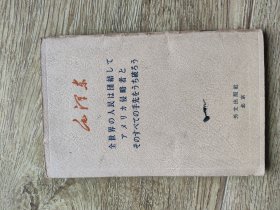 毛泽东
全世界の人民は団結して
アメリカ侵略者と
そのすべての手先をうち破ろう
外文出版社
北京